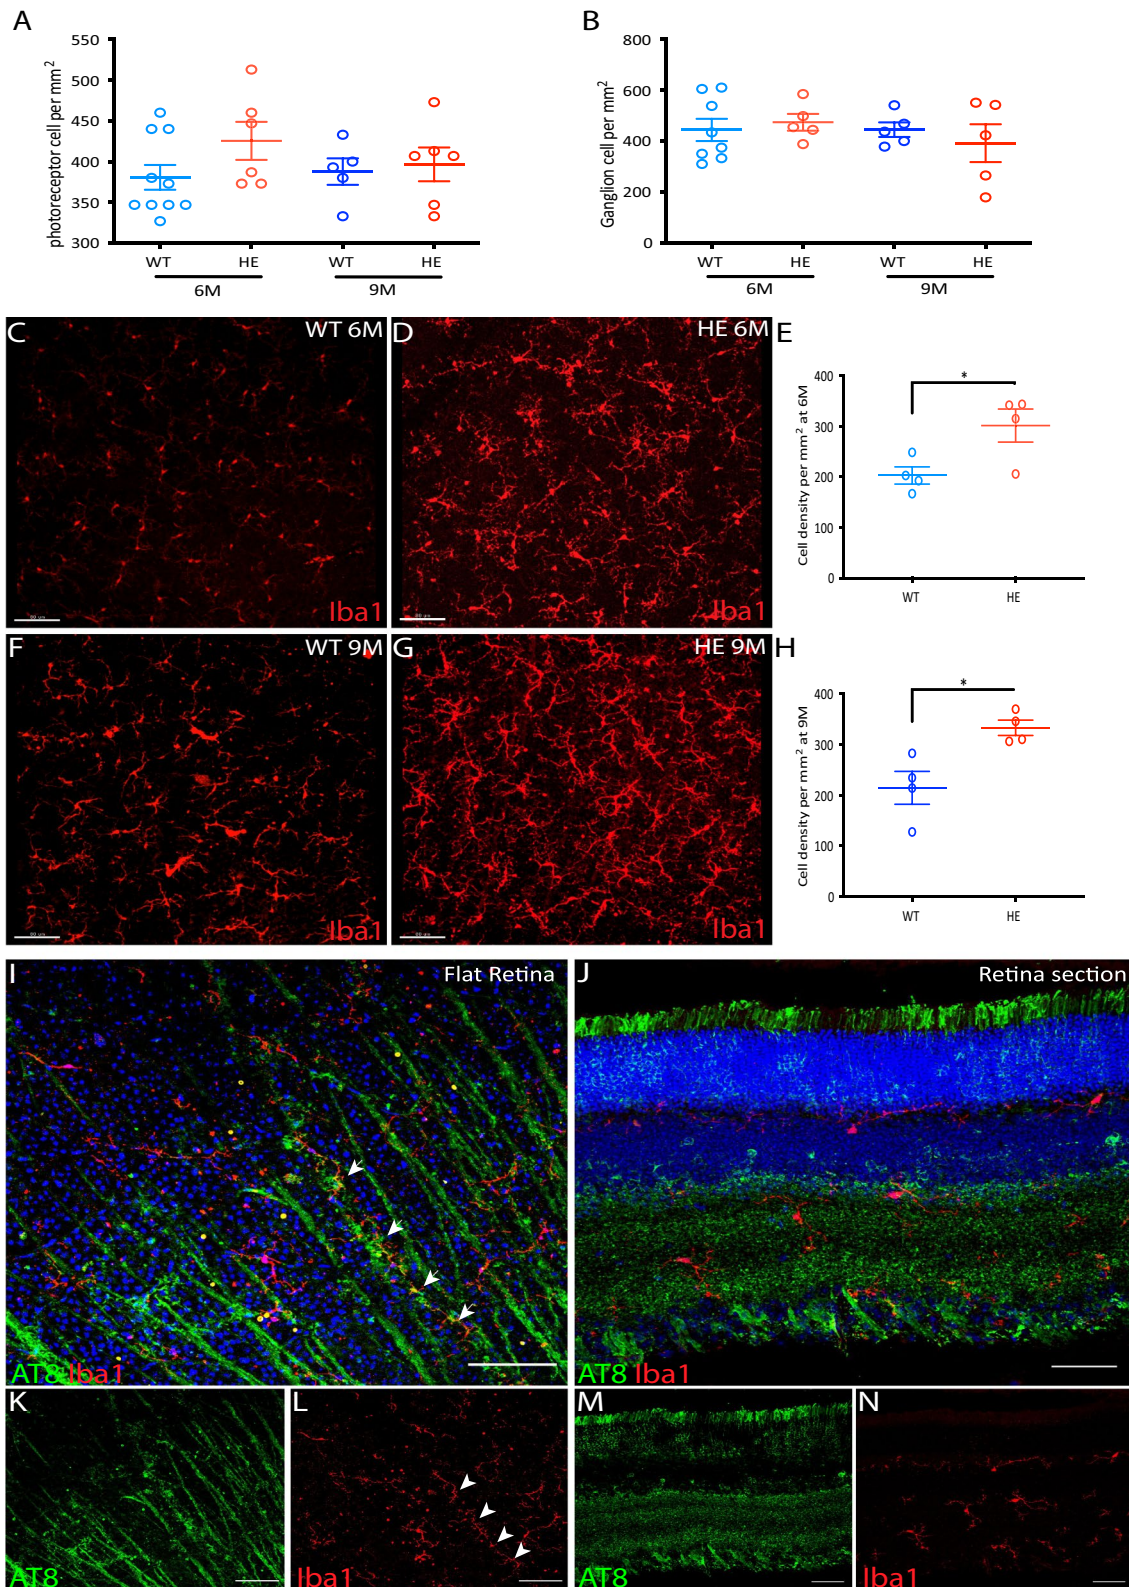 A
photoreceptor cell per mm²
550
500
450
400
350
300
WT
HE
WT
HE
6M
9M
B
Ganglion cell per mm²
800
600
400
200
0
WT
HE
WT
HE
6M
9M
C
WT 6M
Iba1
D
HE 6M
Iba1
E
Cell density per mm² at 6M
400
300
200
100
0
*
WT
HE
F
WT 9M
Iba1
G
HE 9M
Iba1
H
Cell density per mm² at 9M
400
300
200
100
0
*
WT
HE
I
Flat Retina
AT8 Iba1
J
Retina section
AT8 Iba1
K
AT8
L
Iba1
M
AT8
N
Iba1